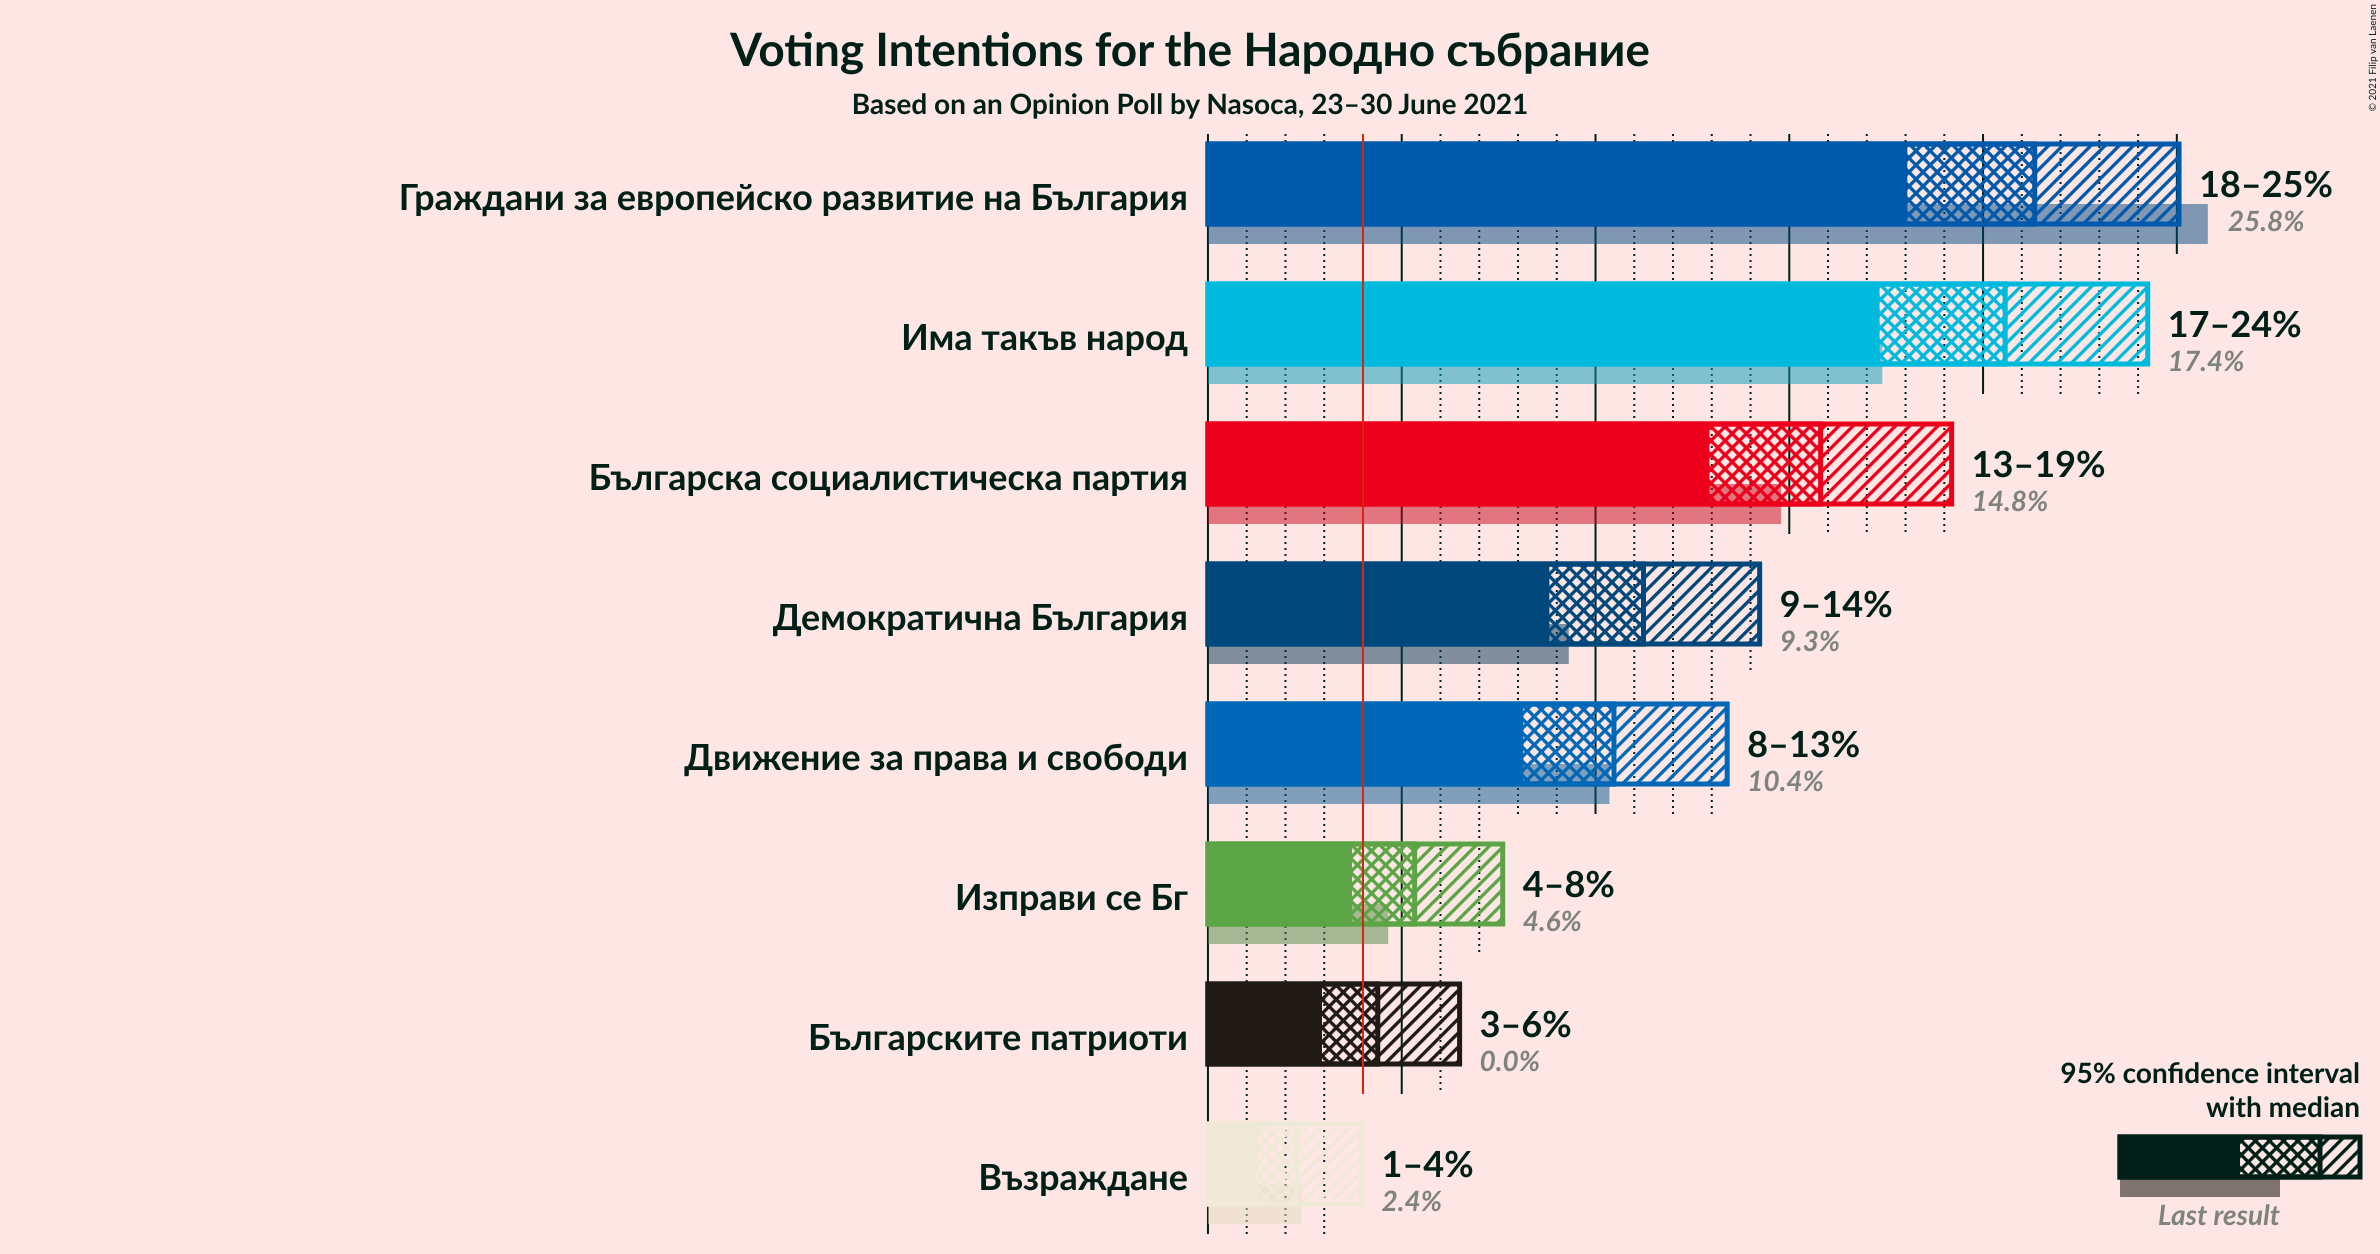 Voting Intentions for the Народно събрание
Based on an Opinion Poll by Nasoca, 23–30 June 2021
© 2021 Filip van Laenen
Граждани за европейско развитие на България
18–25%
25.8%
Има такъв народ
17–24%
17.4%
Българска социалистическа партия
13–19%
14.8%
Демократична България
9–14%
9.3%
Движение за права и свободи
8–13%
10.4%
Изправи се Бг
4–8%
4.6%
Българските патриоти
3–6%
0.0%
Възраждане
1–4%
2.4%
95% confidence interval
with median
Last result